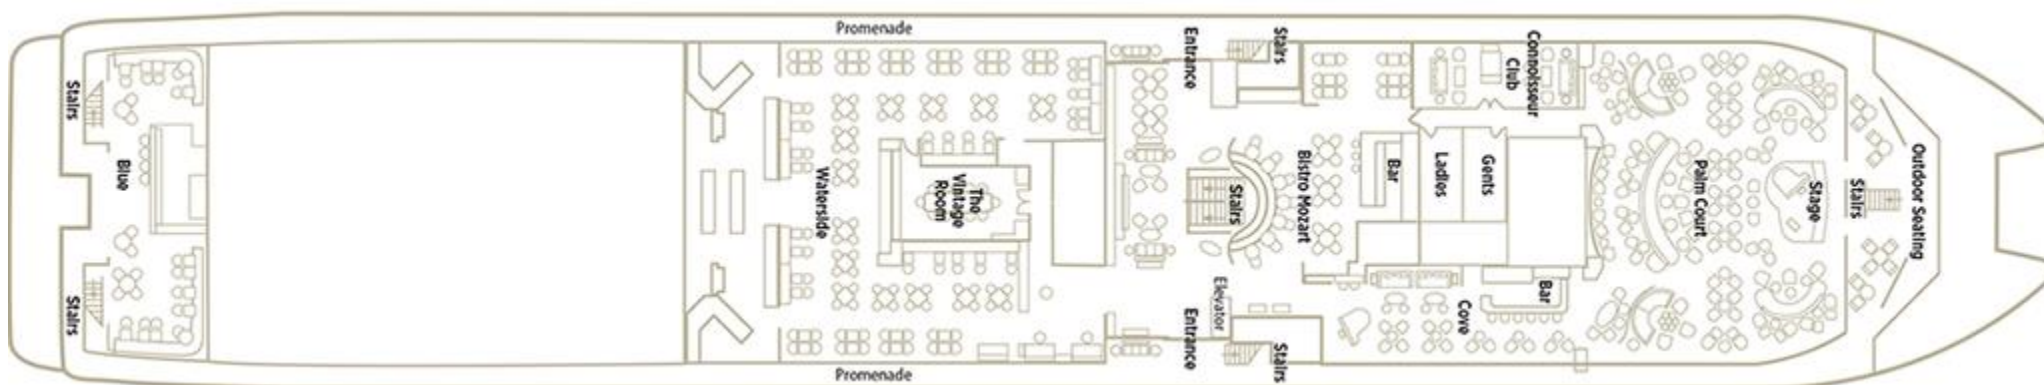 Promenade
Stairs
Blue
Stairs
Waterside
The
Vintage
Room
Promenade
Entrance
Stairs
Stairs
Elevator
Entrance
Stairs
Bistro Mozart
Bar
Ladies
Gents
Connoisseur
Club
Cove
Bar
Palm Court
Stage
Stairs
Outdoor Seating